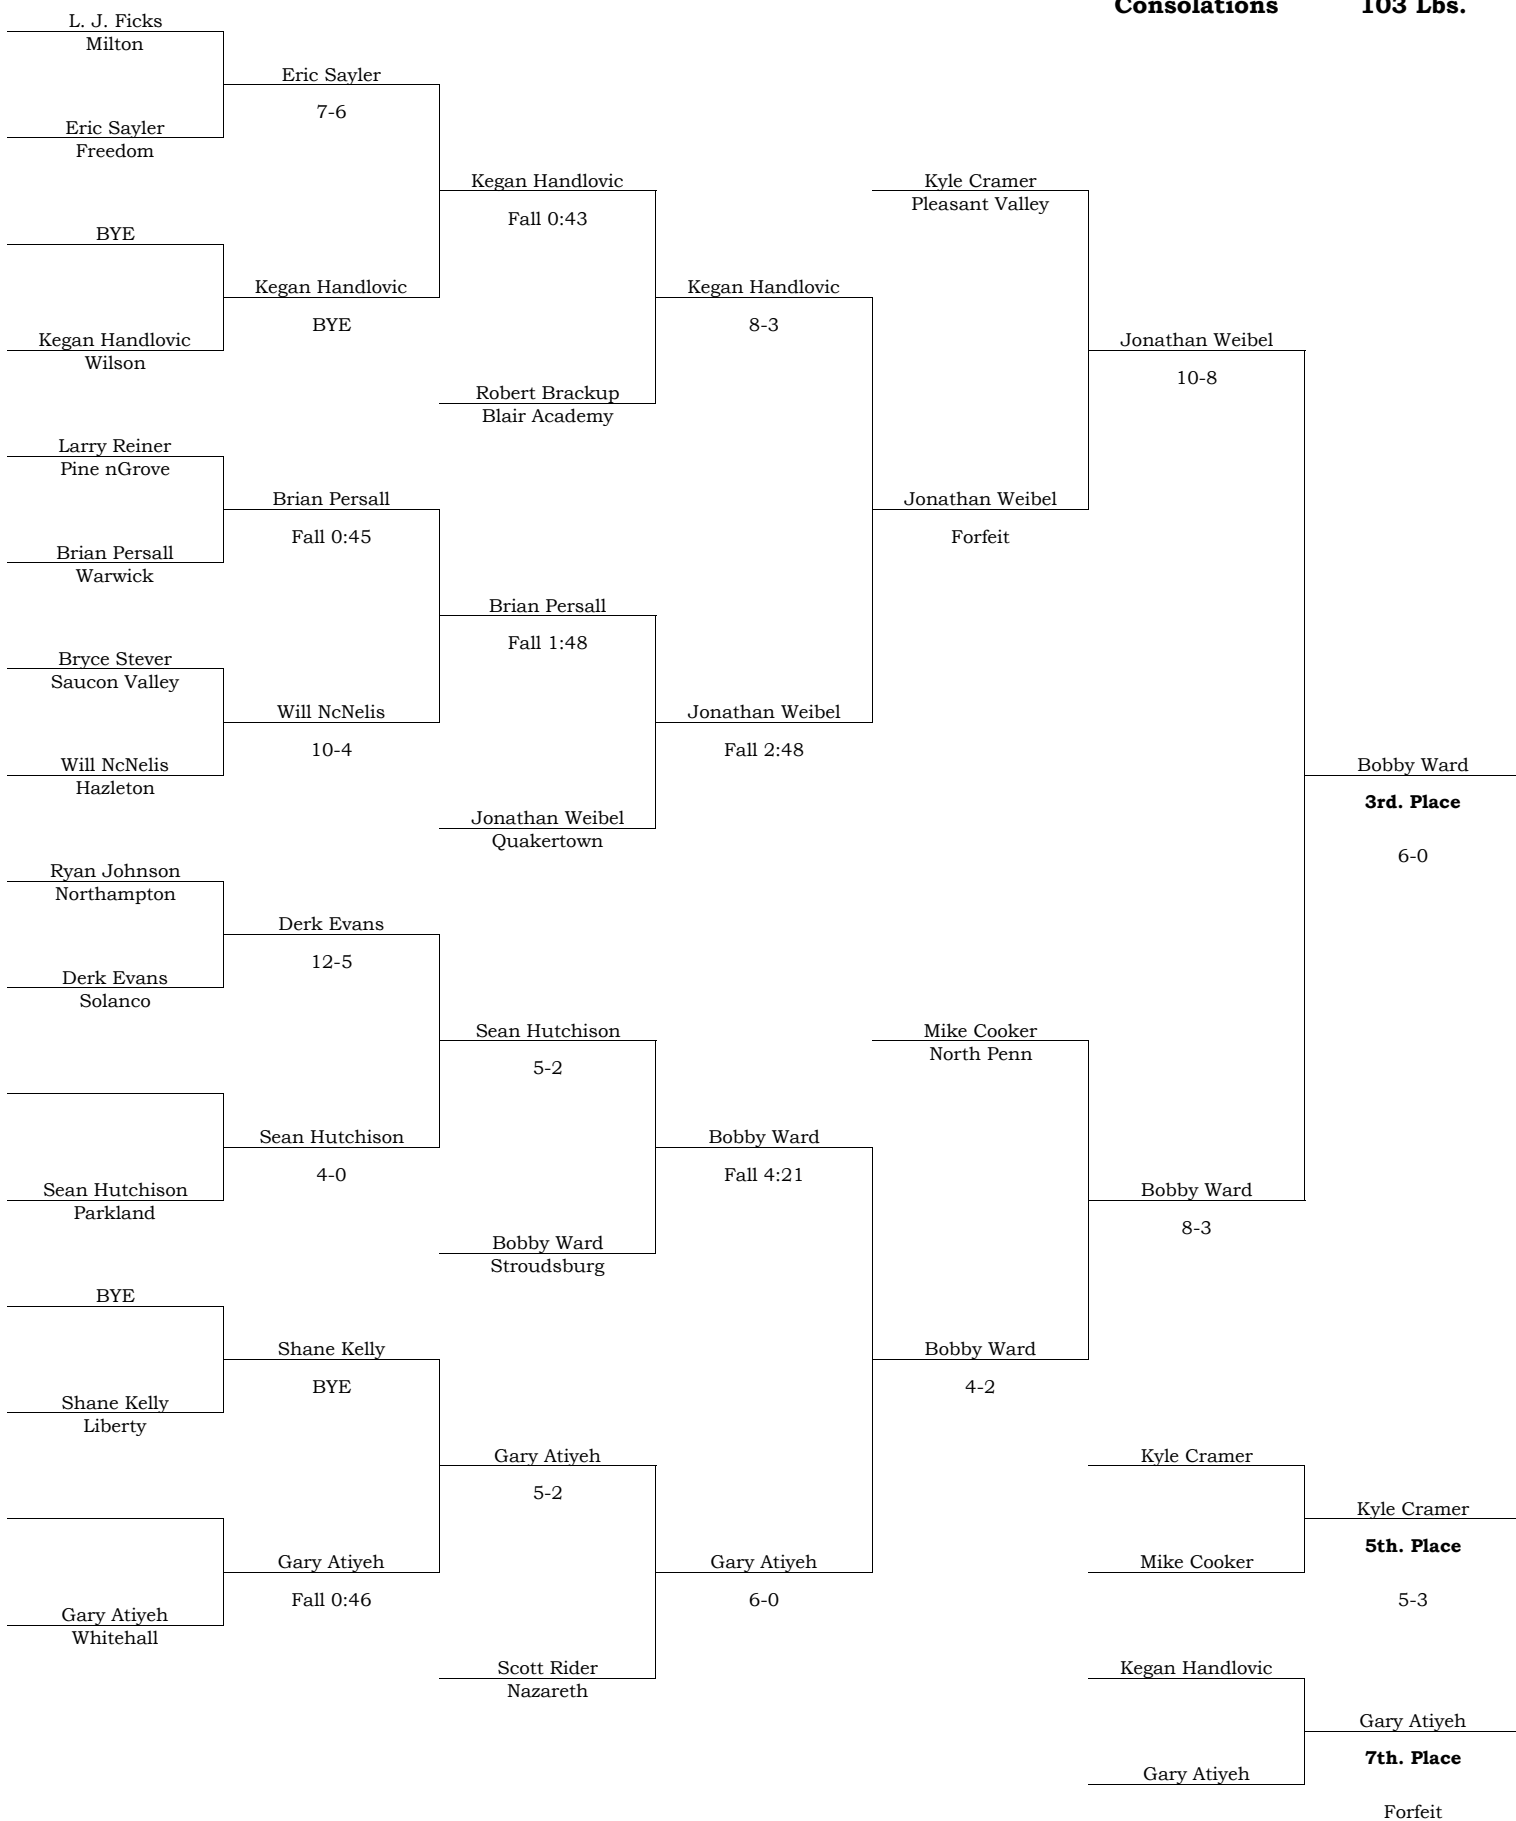 Consolations 103 Lbs.
L. J. Ficks
Milton
Eric Sayler
7-6
Eric Sayler
Freedom
Kegan Handlovic
Fall 0:43
Kyle Cramer
Pleasant Valley
BYE
Kegan Handlovic
BYE
Kegan Handlovic
8-3
Kegan Handlovic
Wilson
Jonathan Weibel
10-8
Robert Brackup
Blair Academy
Larry Reiner
Pine nGrove
Brian Persall
Fall 0:45
Jonathan Weibel
Forfeit
Brian Persall
Warwick
Brian Persall
Fall 1:48
Bryce Stever
Saucon Valley
Will NcNelis
10-4
Jonathan Weibel
Fall 2:48
Will NcNelis
Hazleton
Bobby Ward
3rd. Place
6-0
Jonathan Weibel
Quakertown
Ryan Johnson
Northampton
Derk Evans
12-5
Derk Evans
Solanco
Sean Hutchison
5-2
Mike Cooker
North Penn
Sean Hutchison
4-0
Bobby Ward
Fall 4:21
Sean Hutchison
Parkland
Bobby Ward
8-3
Bobby Ward
Stroudsburg
BYE
Shane Kelly
BYE
Bobby Ward
4-2
Shane Kelly
Liberty
Gary Atiyeh
5-2
Kyle Cramer
Kyle Cramer
5th. Place
5-3
Gary Atiyeh
Fall 0:46
Gary Atiyeh
6-0
Mike Cooker
Gary Atiyeh
Whitehall
Scott Rider
Nazareth
Kegan Handlovic
Gary Atiyeh
7th. Place
Forfeit
Gary Atiyeh